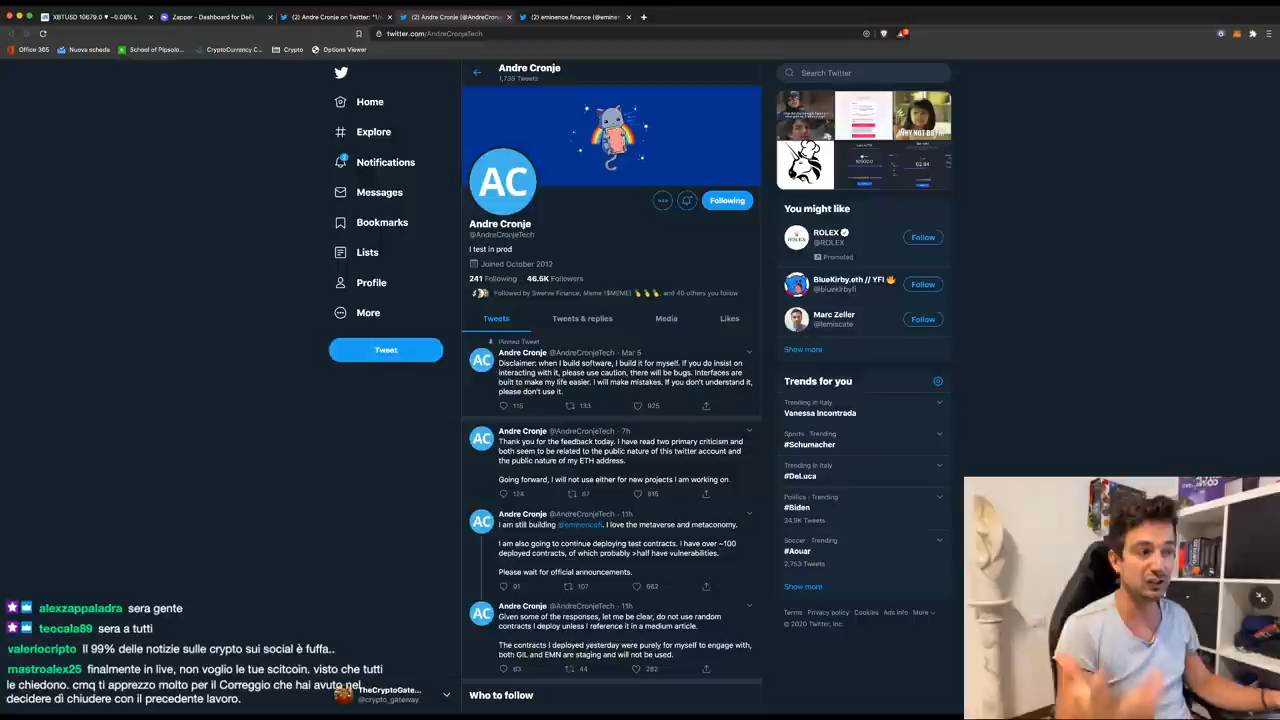 XBTUSD 10679.0 ▼ −0.08% L
Zapper - Dashboard for DeFi
(2) Andre Cronje on Twitter: "1/x
(2) Andre Cronje (@AndreCronj
(2) eminence.finance (@eminen
twitter.com/AndreCronjeTech
Office 365
Nuova scheda
School of Pipsolo...
CryptoCurrency C...
Crypto
Options Viewer
Home
Explore
Notifications
Messages
Bookmarks
Lists
Profile
More
Tweet
Andre Cronje
1,735 Tweets
AC
Following
Andre Cronje
@AndreCronjeTech
I test in prod
Joined October 2012
241 Following 46.6K Followers
Followed by Swerve Finance, Meme ($MEME) 🍍🍍🍍, and 40 others you follow
Tweets
Tweets & replies
Media
Likes
Pinned Tweet
Andre Cronje @AndreCronjeTech · Mar 5
Disclaimer: when I build software, I build it for myself. If you do insist on
interacting with it, please use caution, there will be bugs. Interfaces are
built to make my life easier. I will make mistakes. If you don't understand it,
please don't use it.
115 133 925
Andre Cronje @AndreCronjeTech · 7h
Thank you for the feedback today. I have read two primary criticism and
both seem to be related to the public nature of this twitter account and
the public nature of my ETH address.
Going forward, I will not use either for new projects I am working on.
124 67 815
Andre Cronje @AndreCronjeTech · 11h
I am still building @eminencefi. I love the metaverse and metaconomy.
I am also going to continue deploying test contracts. I have over ~100
deployed contracts, of which probably >half have vulnerabilities.
Please wait for official announcements.
91 107 662
Andre Cronje @AndreCronjeTech · 11h
Given some of the responses, let me be clear, do not use random
contracts I deploy unless I reference it in a medium article.
The contracts I deployed yesterday were purely for myself to engage with,
both GIL and EMN are staging and will not be used.
63 44 282
Who to follow
Search Twitter
WHY NOT BOTH?
You might like
ROLEX
@ROLEX
Promoted
Follow
BlueKirby.eth // YFI 🔥
@bluekirbyfi
Follow
Marc Zeller
@lemiscate
Follow
Show more
Trends for you
Trending in Italy
Vanessa Incontrada
Sports · Trending
#Schumacher
Trending in Italy
#DeLuca
Politics · Trending
#Biden
24.9K Tweets
Soccer · Trending
#Aouar
2,753 Tweets
Show more
Terms Privacy policy Cookies Ads info More
© 2020 Twitter, Inc.
alexzappaladra sera gente
teocala89 sera a tutti
valeriocripto Il 99% delle notizie sulle crypto sui social è fuffa..
mastroalex25 finalmente in live, non voglio le tue scitcoin. visto che tutti
le chiedono. cmq ti apprezzo molto per il Correggio che hai avuto nel
decidere di chiudere con il precedente lavoro.
TheCryptoGate...
@crypto_gateway